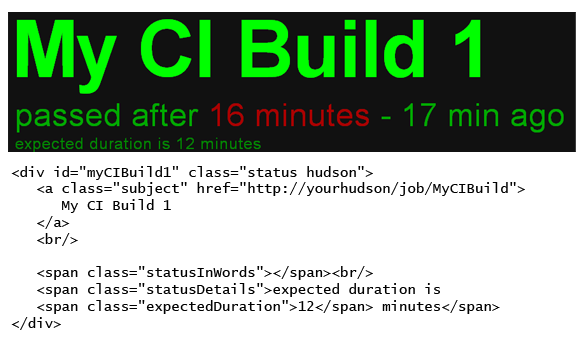 My CI Build 1
passed after 16 minutes - 17 min ago
expected duration is 12 minutes
<div id="myCIBuild1" class="status hudson">
   <a class="subject" href="http://yourhudson/job/MyCIBuild">
      My CI Build 1
   </a>
   <br/>

   <span class="statusInWords"></span><br/>
   <span class="statusDetails">expected duration is
   <span class="expectedDuration">12</span> minutes</span>
</div>